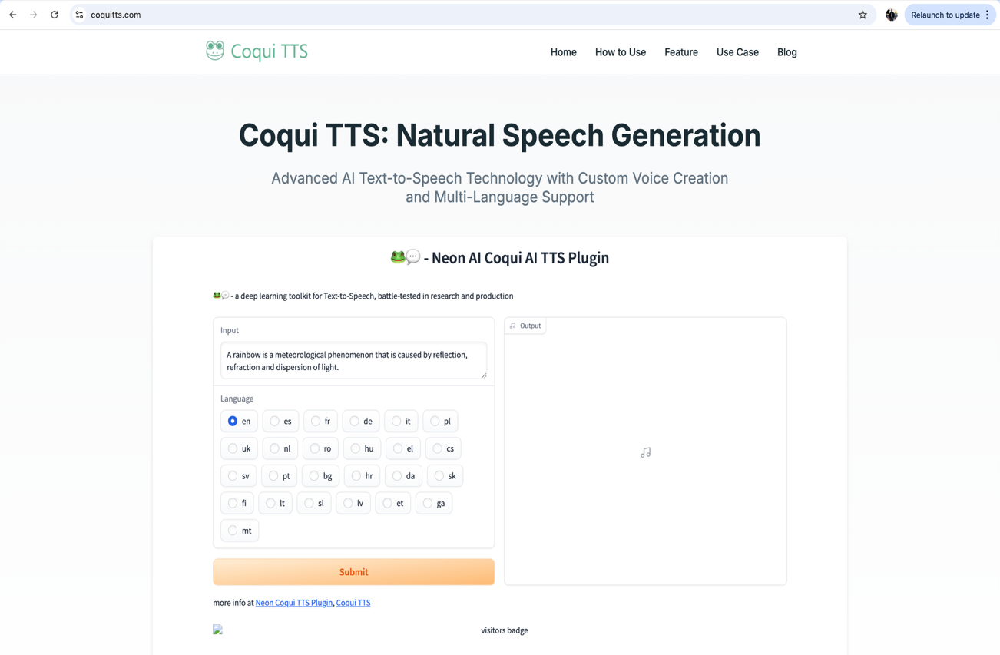 coquitts.com
Relaunch to update
Coqui TTS
Home How to Use Feature Use Case Blog
Coqui TTS: Natural Speech Generation
Advanced AI Text-to-Speech Technology with Custom Voice Creation
and Multi-Language Support
🐸💬 - Neon AI Coqui AI TTS Plugin
🐸💬 - a deep learning toolkit for Text-to-Speech, battle-tested in research and production
Input
A rainbow is a meteorological phenomenon that is caused by reflection,
refraction and dispersion of light.
Language
en es fr de it pl
uk nl ro hu el cs
sv pt bg hr da sk
fi lt sl lv et ga
mt
Submit
Output
more info at Neon Coqui TTS Plugin, Coqui TTS
visitors badge